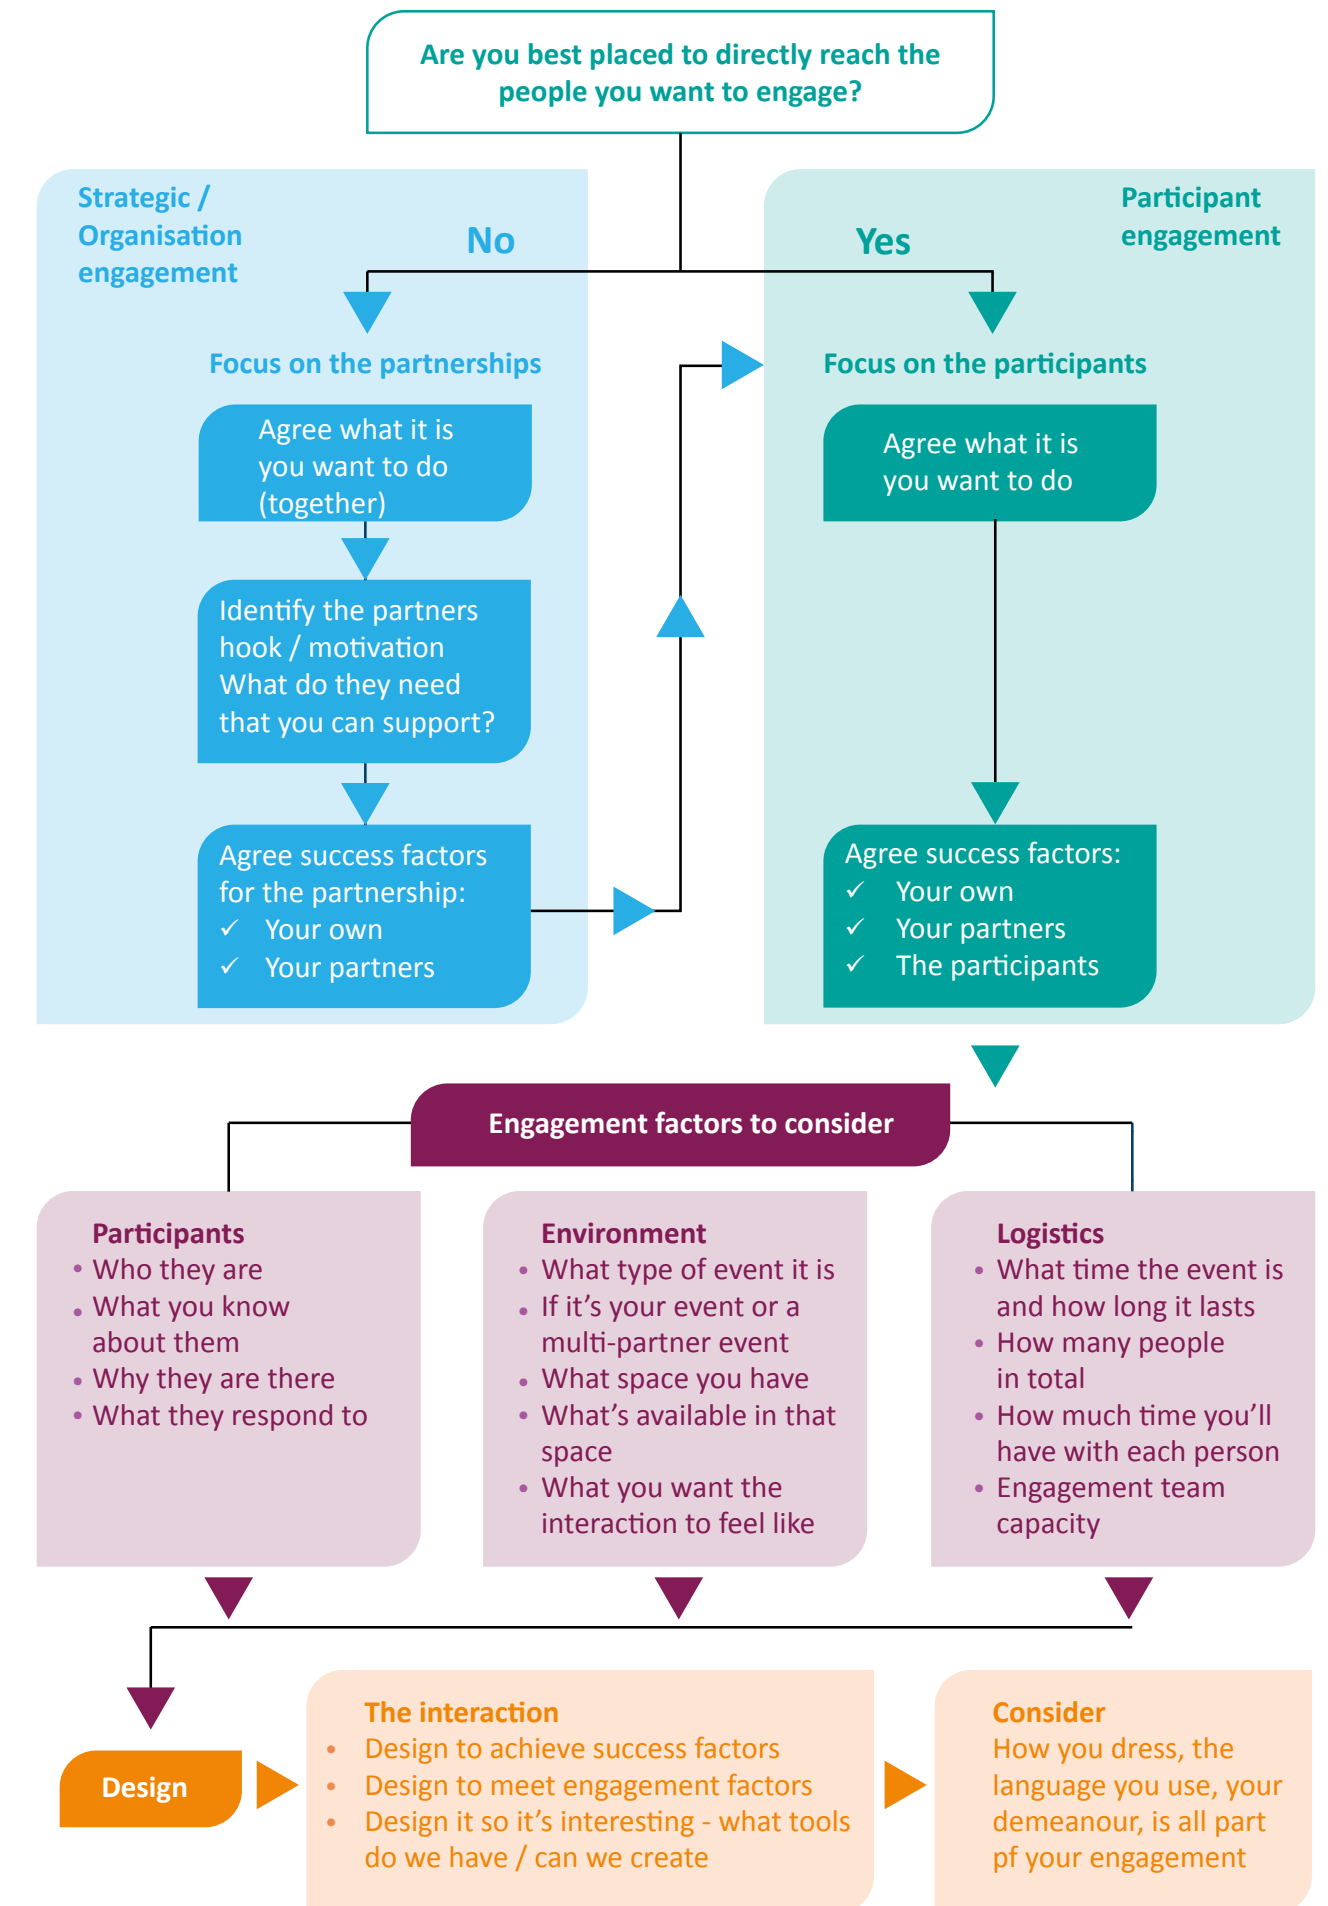 Are you best placed to directly reach the
people you want to engage?
Strategic /
Organisation
engagement
No
Yes
Participant
engagement
Focus on the partnerships
Agree what it is
you want to do
(together)
Identify the partners
hook / motivation
What do they need
that you can support?
Agree success factors
for the partnership:
✓ Your own
✓ Your partners
Focus on the participants
Agree what it is
you want to do
Agree success factors:
✓ Your own
✓ Your partners
✓ The participants
Engagement factors to consider
Participants
• Who they are
• What you know
about them
• Why they are there
• What they respond to
Environment
• What type of event it is
• If it's your event or a
multi-partner event
• What space you have
• What's available in that
space
• What you want the
interaction to feel like
Logistics
• What time the event is
and how long it lasts
• How many people
in total
• How much time you'll
have with each person
• Engagement team
capacity
Design
The interaction
• Design to achieve success factors
• Design to meet engagement factors
• Design it so it's interesting - what tools
do we have / can we create
Consider
How you dress, the
language you use, your
demeanour, is all part
pf your engagement